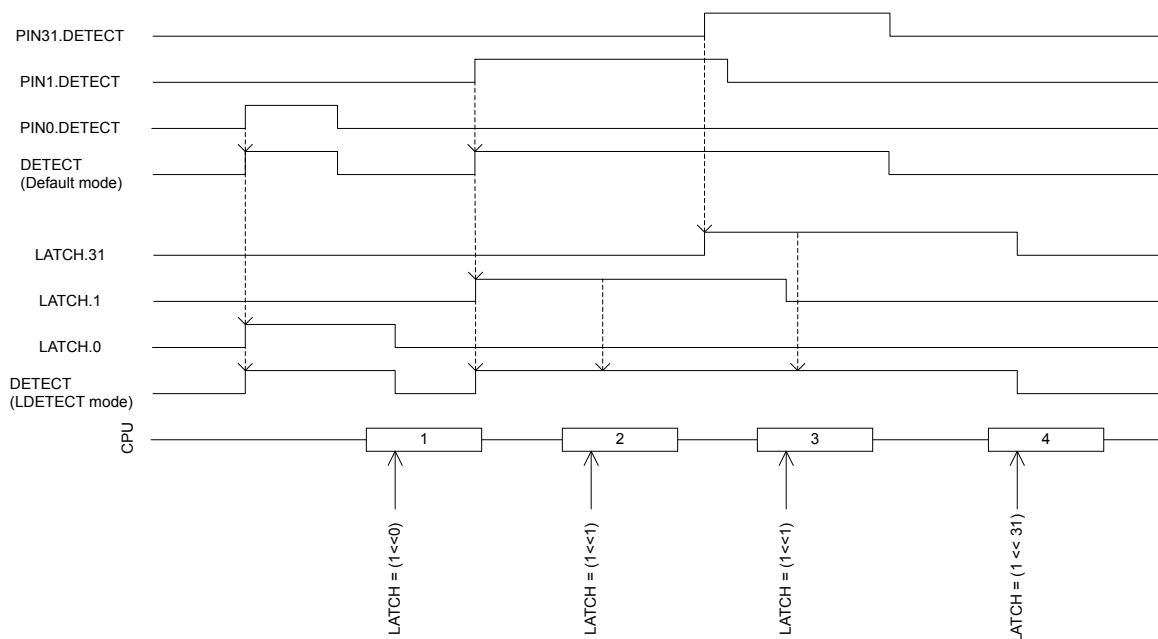 PIN31.DETECT
PIN1.DETECT
PIN0.DETECT
DETECT
(Default mode)
LATCH.31
LATCH.1
LATCH.0
DETECT
(LDETECT mode)
CPU
1
2
3
4
LATCH = (1<<0)
LATCH = (1<<1)
LATCH = (1<<1)
LATCH = (1 << 31)